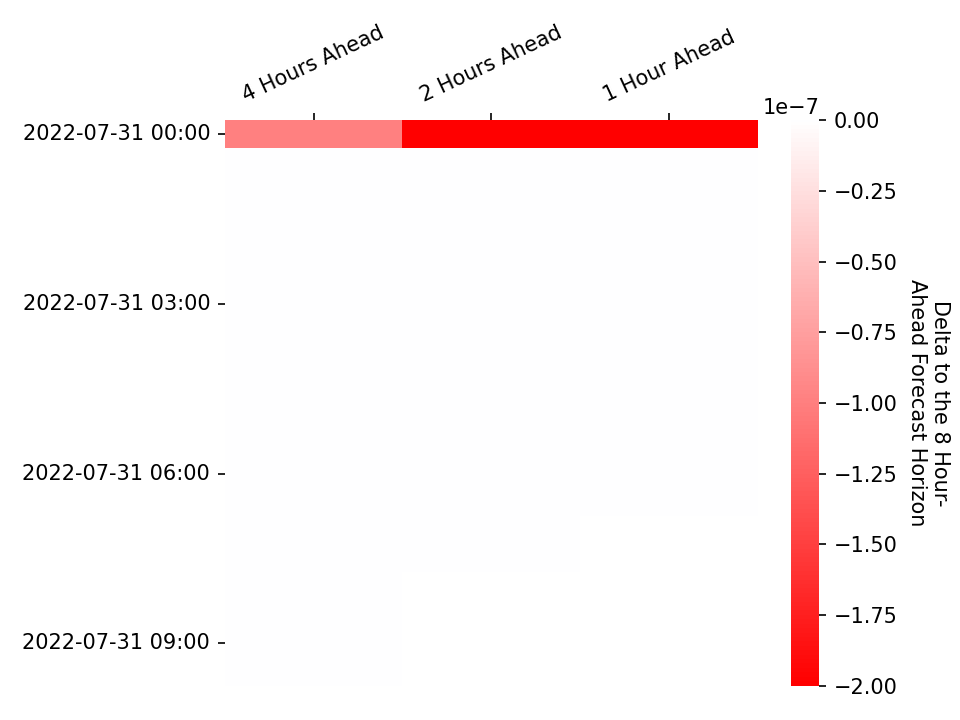 4 Hours Ahead
2 Hours Ahead
1 Hour Ahead
1e−7
2022-07-31 00:00
2022-07-31 03:00
2022-07-31 06:00
2022-07-31 09:00
0.00
−0.25
−0.50
−0.75
−1.00
−1.25
−1.50
−1.75
−2.00
Delta to the 8 Hour-
Ahead Forecast Horizon